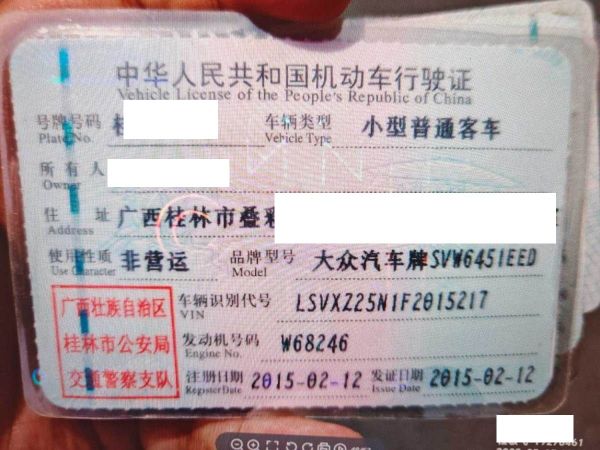 中华人民共和国机动车行驶证
Vehicle License of the People's Republic of China
号牌号码 桂 车辆类型 小型普通客车
Plate No. Vehicle Type
所有人
Owner
住址 广西桂林市叠彩
Address
使用性质 非营运 品牌型号 大众汽车牌SVW6451EED
Use Character Model
广西壮族自治区
桂林市公安局
交通警察支队
车辆识别代号 LSVXZ25N1F2015217
VIN
发动机号码 W68246
Engine No.
注册日期 2015-02-12 发证日期 2015-02-12
Register Date Issue Date